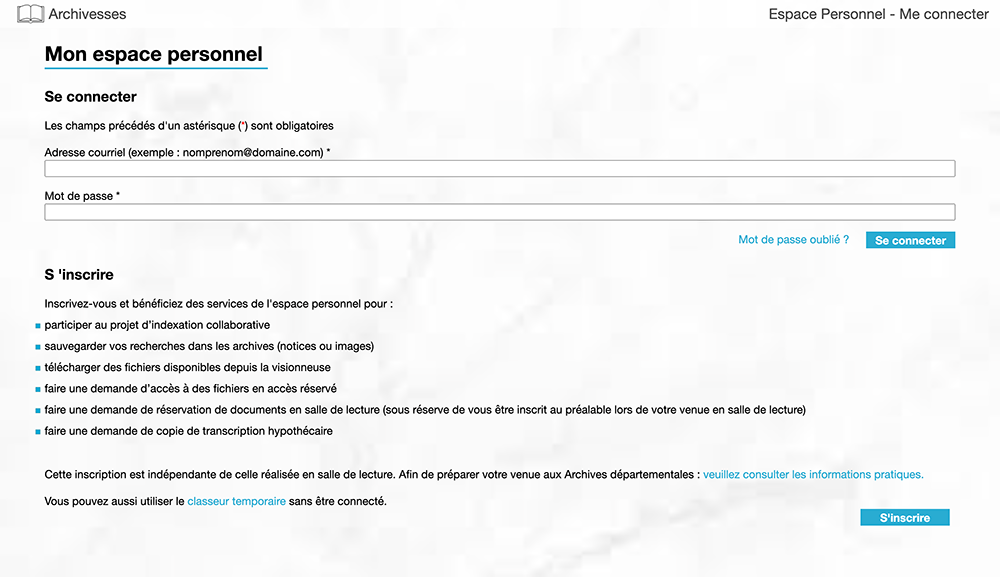 Archivesses
Espace Personnel - Me connecter
Mon espace personnel
Se connecter
Les champs précédés d'un astérisque (*) sont obligatoires
Adresse courriel (exemple : nomprenom@domaine.com) *
Mot de passe *
Mot de passe oublié ?
Se connecter
S 'inscrire
Inscrivez-vous et bénéficiez des services de l'espace personnel pour :
participer au projet d'indexation collaborative
sauvegarder vos recherches dans les archives (notices ou images)
télécharger des fichiers disponibles depuis la visionneuse
faire une demande d'accès à des fichiers en accès réservé
faire une demande de réservation de documents en salle de lecture (sous réserve de vous être inscrit au préalable lors de votre venue en salle de lecture)
faire une demande de copie de transcription hypothécaire
Cette inscription est indépendante de celle réalisée en salle de lecture. Afin de préparer votre venue aux Archives départementales : veuillez consulter les informations pratiques.
Vous pouvez aussi utiliser le classeur temporaire sans être connecté.
S'inscrire